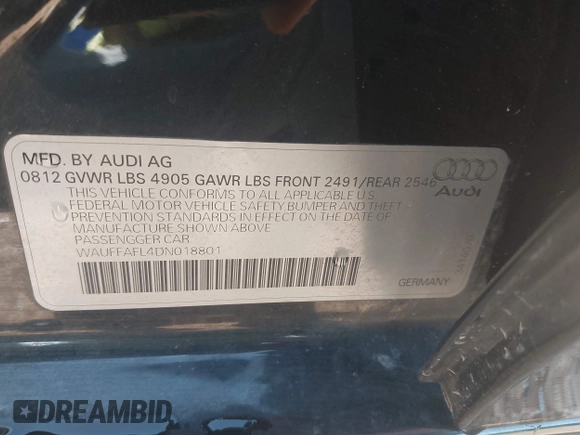 MFD. BY AUDI AG
0812 GVWR LBS 4905 GAWR LBS FRONT 2491/REAR 2546
THIS VEHICLE CONFORMS TO ALL APPLICABLE U.S.
FEDERAL MOTOR VEHICLE SAFETY BUMPER AND THEFT
PREVENTION STANDARDS IN EFFECT ON THE DATE OF
MANUFACTURE SHOWN ABOVE
PASSENGGER CAR
WAUFFAFL4DN018801
Audi
GERMANY
DREAMBID.COM